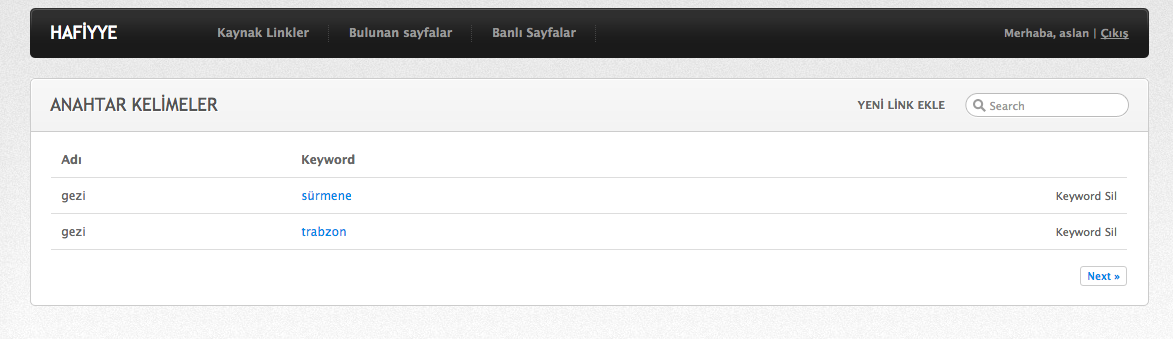 HAFİYYE Kaynak Linkler Bulunan sayfalar Banlı Sayfalar Merhaba, aslan | Çıkış
ANAHTAR KELİMELER YENİ LİNK EKLE Search
Adı Keyword
gezi sürmene Keyword Sil
gezi trabzon Keyword Sil
Next »